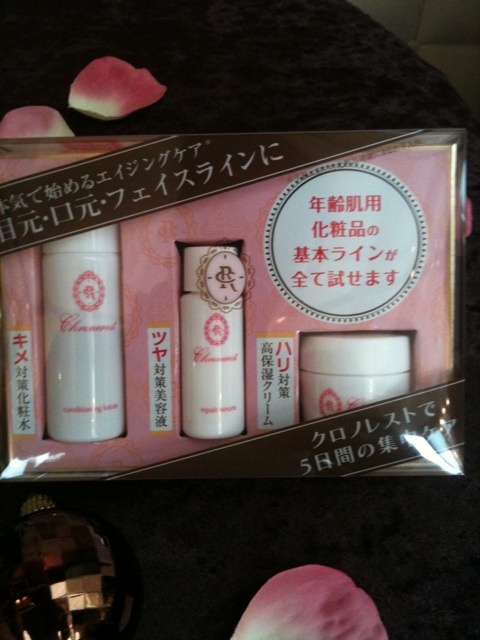 本気で始めるエイジングケア®
目元・口元・フェイスラインに
年齢肌用
化粧品の
基本ラインが
全て試せます
キメ対策化粧水
ツヤ対策美容液
ハリ対策
高保湿クリーム
Chronorest
conditioning lotion
Chronorest
repair serum
クロノレストで
5日間の集中ケア